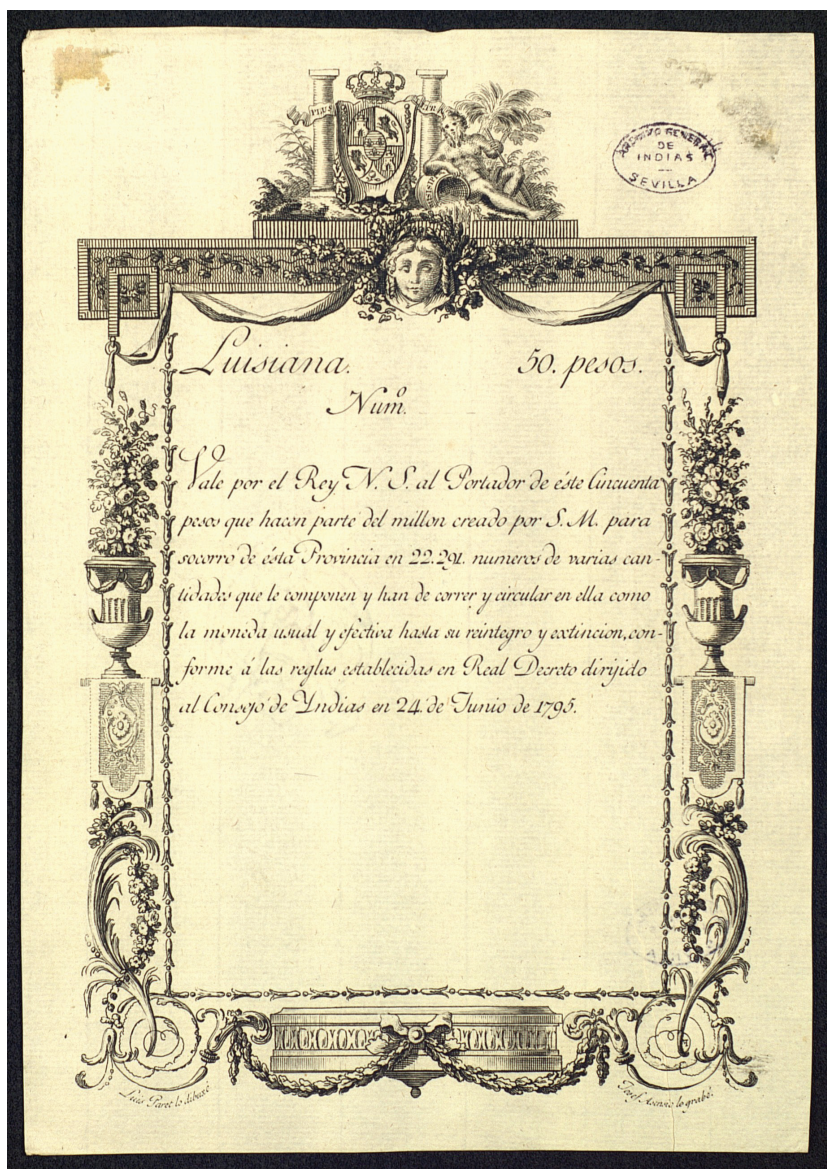 PLUS ULTRA
ARCHIVO GENERAL
DE
INDIAS
SEVILLA
Luisiana. 50. pesos.
Numº.
Vale por el Rey N. S. al Portador de éste Cincuenta
pesos que hacen parte del millon creado por S. M. para
socorro de ésta Provincia en 22.291. numeros de varias can-
tidades que le componen y han de correr y circular en ella como
la moneda usual y efectiva hasta su reintegro y extincion, con-
forme á las reglas establecidas en Real Decreto dirijido
al Consejo de Yndias en 24 de Junio de 1795.
Luis Paret lo dibuxó
Josef Asensio lo grabó.